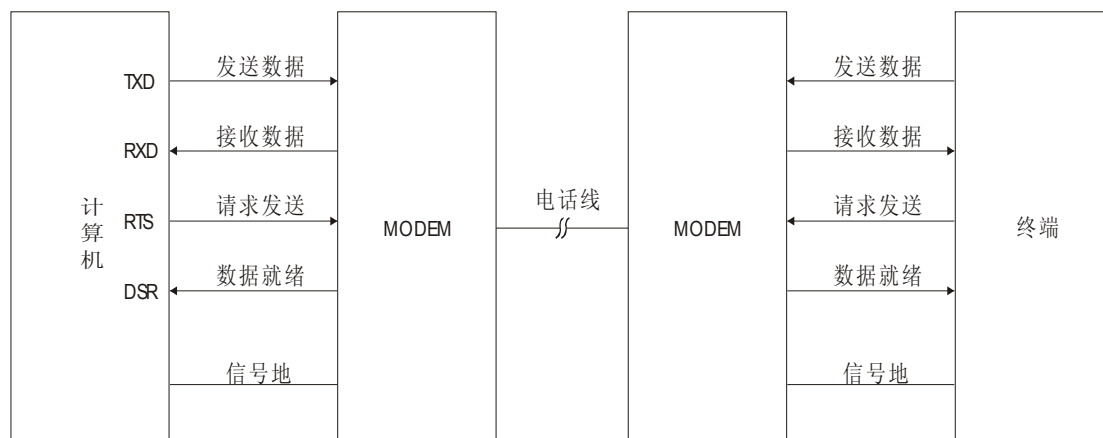 TXD
发送数据
发送数据
RXD
接收数据
接收数据
计算机
RTS
请求发送
MODEM
电话线
MODEM
请求发送
终端
DSR
数据就绪
数据就绪
信号地
信号地